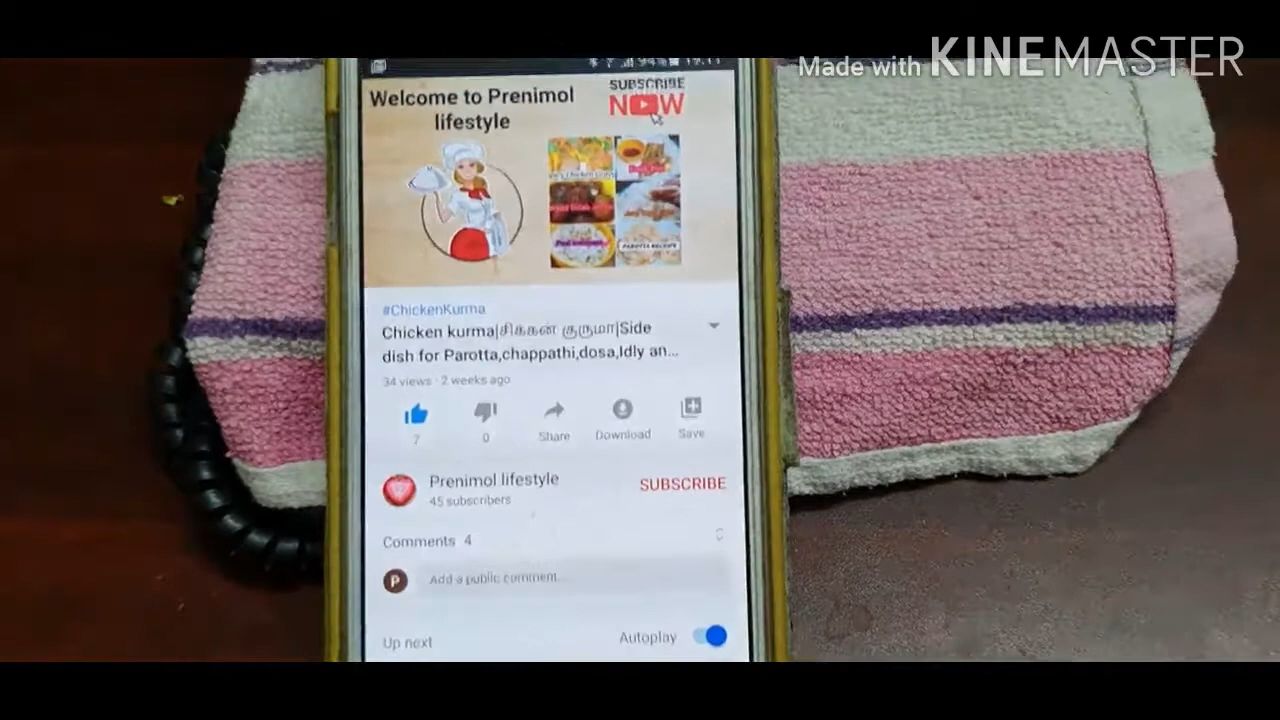 Made with KINEMASTER
Welcome to Prenimol
lifestyle
SUBSCRIBE
NOW
PAROTTA RECIPE
#ChickenKurma
Chicken kurma|சிக்கன் குருமா|Side
dish for Parotta,chappathi,dosa,Idly an...
34 views · 2 weeks ago
7
0
Share
Download
Save
Prenimol lifestyle
45 subscribers
SUBSCRIBE
Comments 4
P
Add a public comment...
Up next
Autoplay